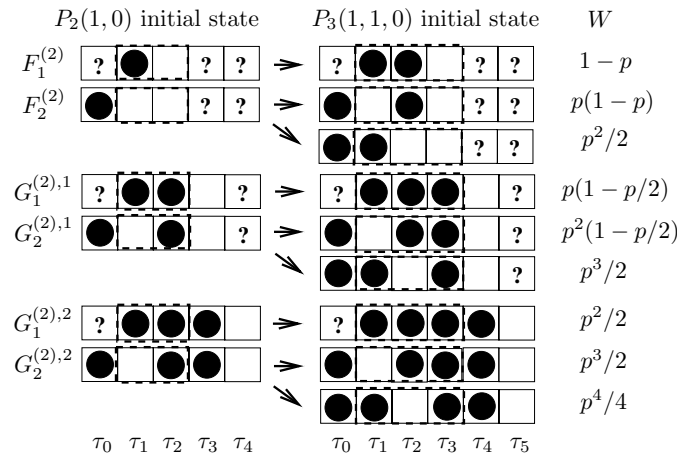 P₂(1, 0) initial state P₃(1, 1, 0) initial state W
F₁⁽²⁾ ? ? ? ? ? ? 1 − p
F₂⁽²⁾ ? ? ? ? p(1 − p)
? ? p²/2
G₁⁽²⁾,¹ ? ? ? ? p(1 − p/2)
G₂⁽²⁾,¹ ? ? p²(1 − p/2)
? p³/2
G₁⁽²⁾,² ? ? p²/2
G₂⁽²⁾,² p³/2
p⁴/4
τ₀ τ₁ τ₂ τ₃ τ₄ τ₀ τ₁ τ₂ τ₃ τ₄ τ₅